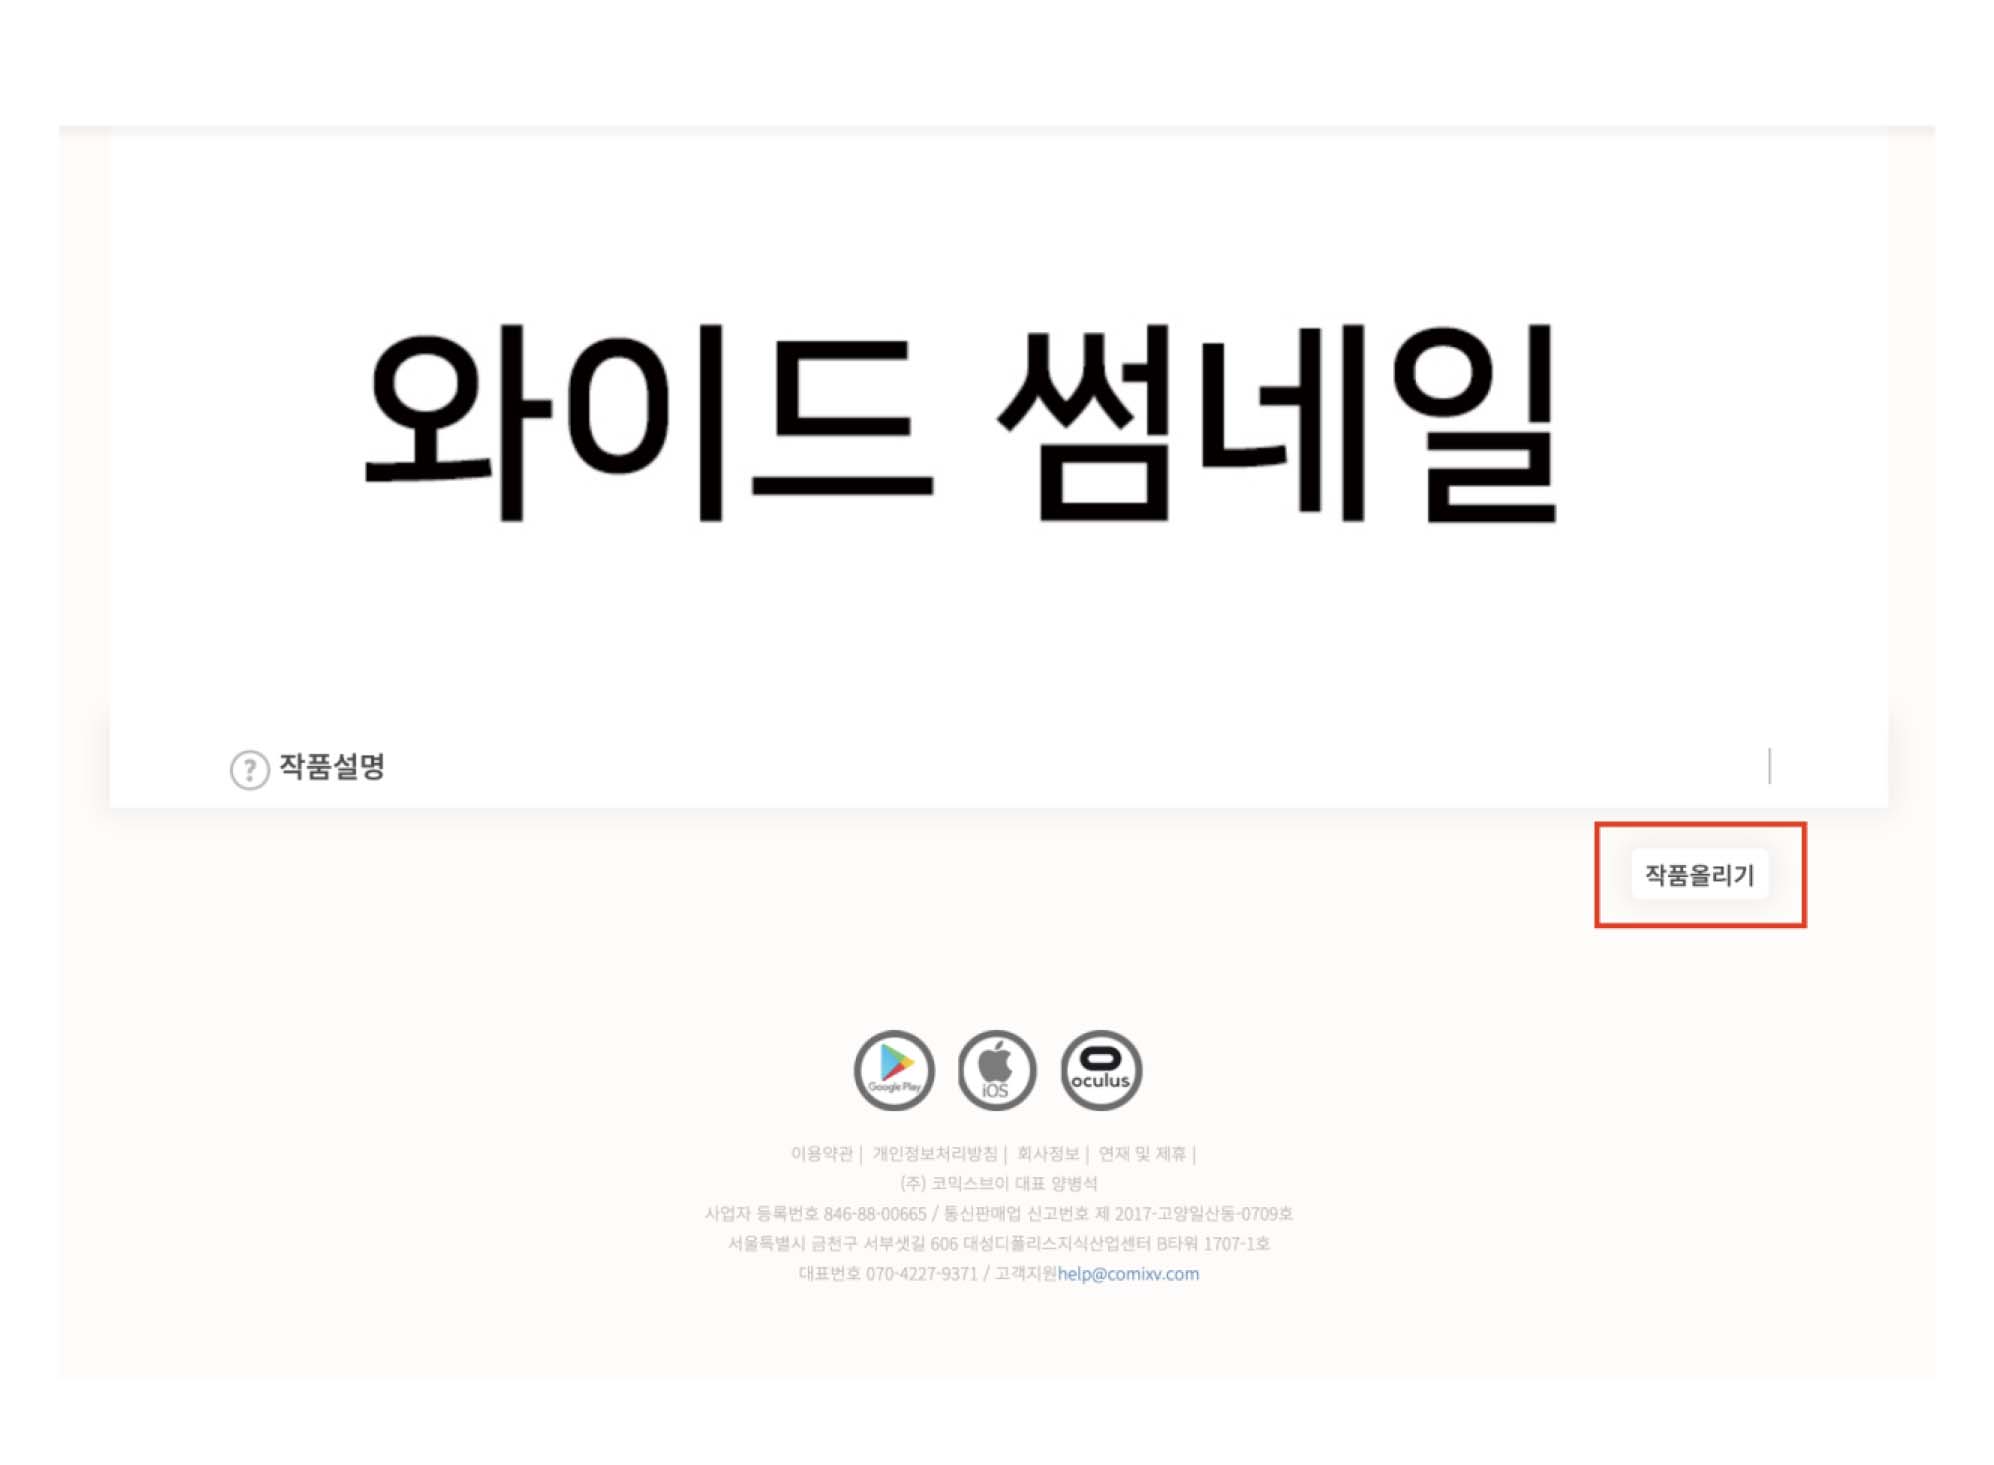 와이드 썸네일
? 작품설명
작품올리기
Google Play iOS oculus
이용약관 | 개인정보처리방침 | 회사정보 | 연재 및 제휴 |
(주) 코믹스브이 대표 양병석
사업자 등록번호 846-88-00665 / 통신판매업 신고번호 제 2017-고양일산동-0709호
서울특별시 금천구 서부샛길 606 대성디폴리스지식산업센터 B타워 1707-1호
대표번호 070-4227-9371 / 고객지원help@comixv.com